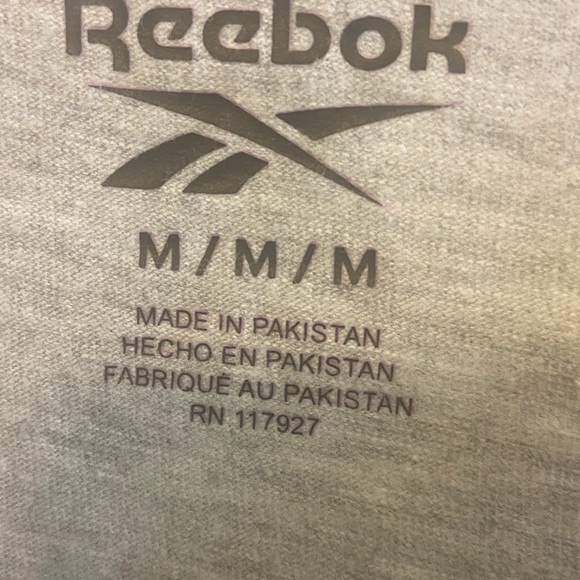 Reebok
M / M / M
MADE IN PAKISTAN
HECHO EN PAKISTAN
FABRIQUÉ AU PAKISTAN
RN 117927